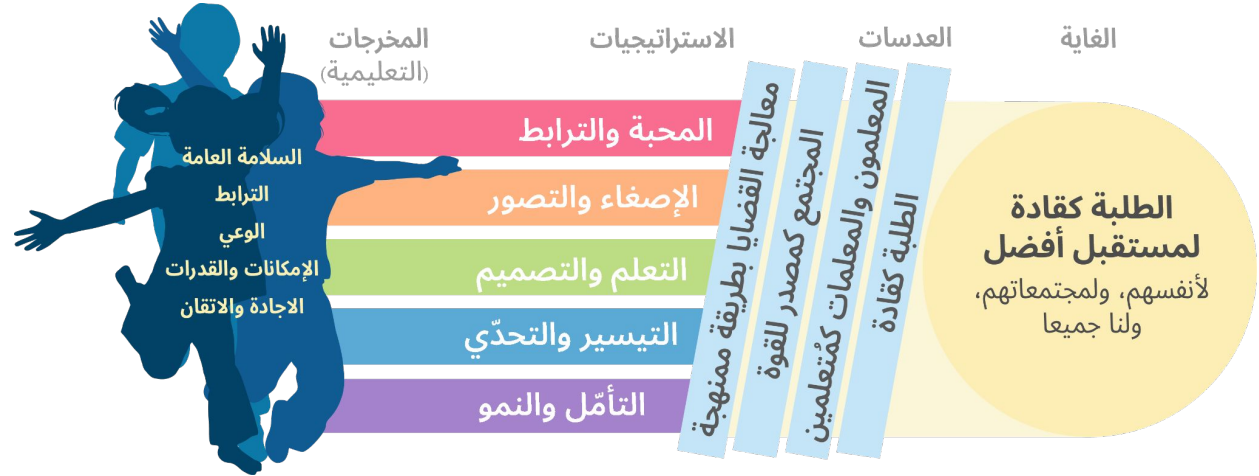 الغاية
العدسات
الاستراتيجيات
المخرجات
(التعليمية)
الطلبة كقادة
لمستقبل أفضل
لأنفسهم، ولمجتمعاتهم،
ولنا جميعا
الطلبة كقادة
المعلمون والمعلمات كمُتعلمين
المجتمع كمصدر للقوة
معالجة القضايا بطريقة ممنهجة
المحبة والترابط
الإصغاء والتصور
التعلم والتصميم
التيسير والتحدّي
التأمّل والنمو
السلامة العامة
الترابط
الوعي
الإمكانات والقدرات
الاجادة والاتقان